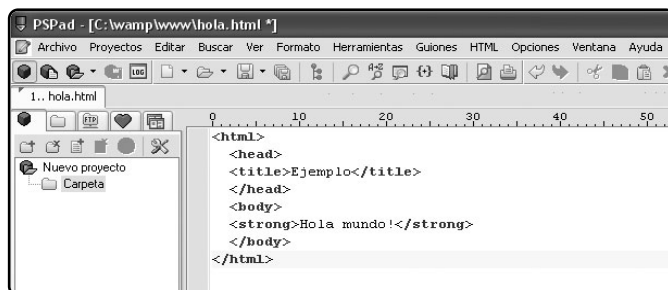 PSPad - [C:\wamp\www\hola.html *]
Archivo Proyectos Editar Buscar Ver Formato Herramientas Guiones HTML Opciones Ventana Ayuda
LOG
1.. hola.html
FTP
0 10 20 30 40 50
Nuevo proyecto
Carpeta
<html>
<head>
<title>Ejemplo</title>
</head>
<body>
<strong>Hola mundo!</strong>
</body>
</html>